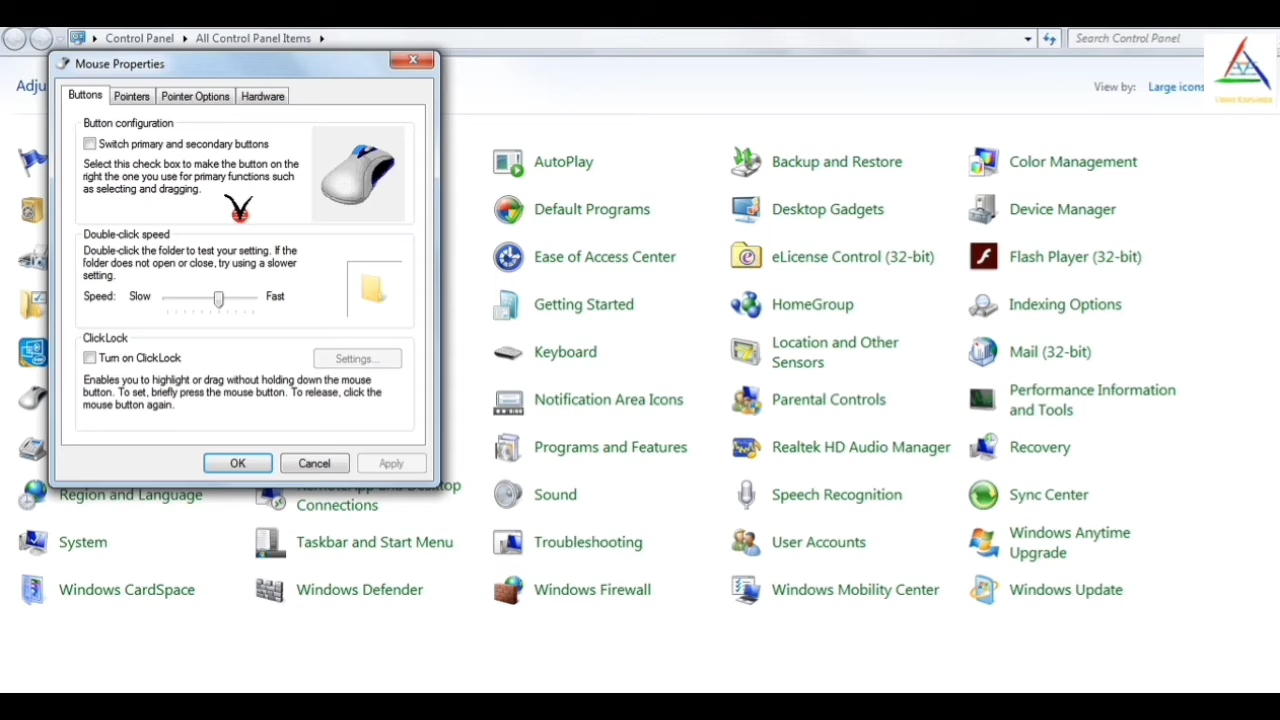 Control Panel
All Control Panel Items
Search Control Panel
Mouse Properties
Adju
View by:
Large icons
Buttons
Pointers
Pointer Options
Hardware
Button configuration
Switch primary and secondary buttons
Select this check box to make the button on the
right the one you use for primary functions such
as selecting and dragging.
Double-click speed
Double-click the folder to test your setting. If the
folder does not open or close, try using a slower
setting.
Speed:
Slow
Fast
ClickLock
Turn on ClickLock
Settings...
Enables you to highlight or drag without holding down the mouse
button. To set, briefly press the mouse button. To release, click the
mouse button again.
OK
Cancel
Apply
AutoPlay
Backup and Restore
Color Management
Default Programs
Desktop Gadgets
Device Manager
Ease of Access Center
eLicense Control (32-bit)
Flash Player (32-bit)
Getting Started
HomeGroup
Indexing Options
Keyboard
Location and Other
Sensors
Mail (32-bit)
Notification Area Icons
Parental Controls
Performance Information
and Tools
Programs and Features
Realtek HD Audio Manager
Recovery
Region and Language
RemoteApp and Desktop
Connections
Sound
Speech Recognition
Sync Center
System
Taskbar and Start Menu
Troubleshooting
User Accounts
Windows Anytime
Upgrade
Windows CardSpace
Windows Defender
Windows Firewall
Windows Mobility Center
Windows Update